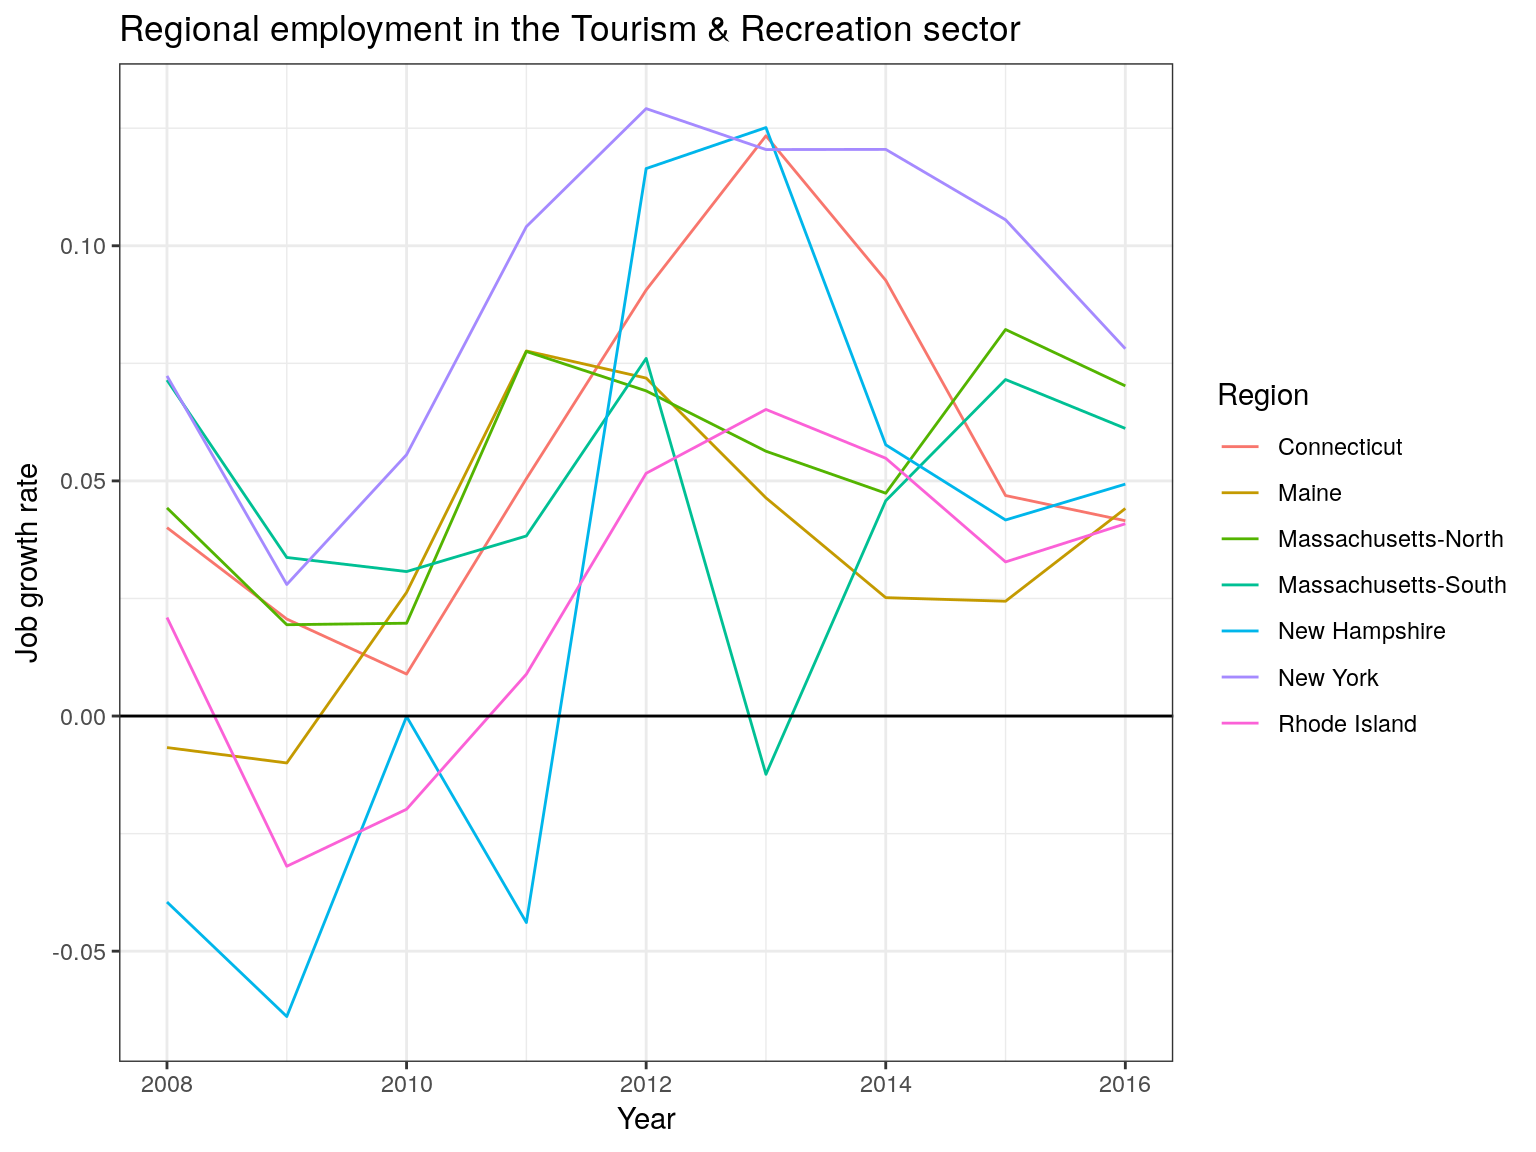 Regional employment in the Tourism & Recreation sector
Job growth rate
0.10
0.05
0.00
-0.05
2008
2010
2012
2014
2016
Year
Region
Connecticut
Maine
Massachusetts-North
Massachusetts-South
New Hampshire
New York
Rhode Island